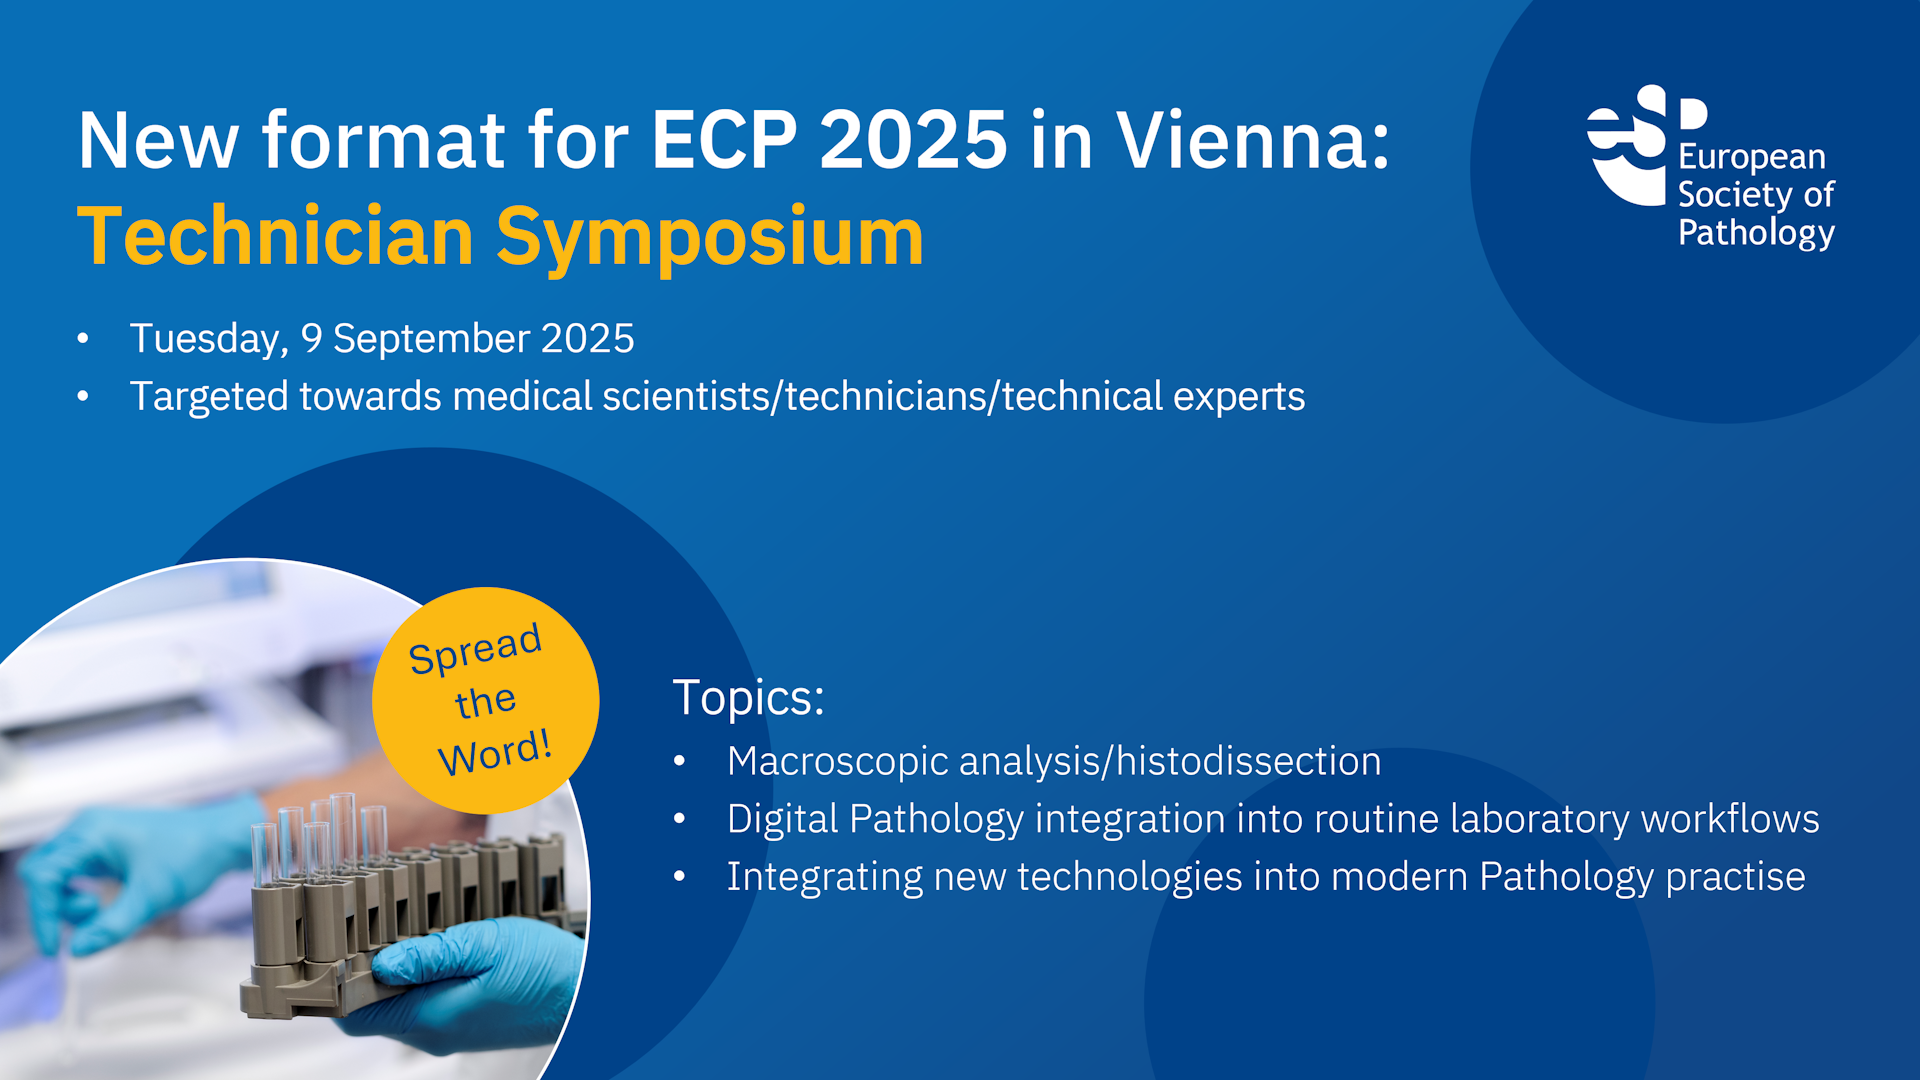 New format for ECP 2025 in Vienna:
Technician Symposium
• Tuesday, 9 September 2025
• Targeted towards medical scientists/technicians/technical experts
esp
European
Society of
Pathology
Spread
the
Word!
Topics:
• Macroscopic analysis/histodissection
• Digital Pathology integration into routine laboratory workflows
• Integrating new technologies into modern Pathology practise